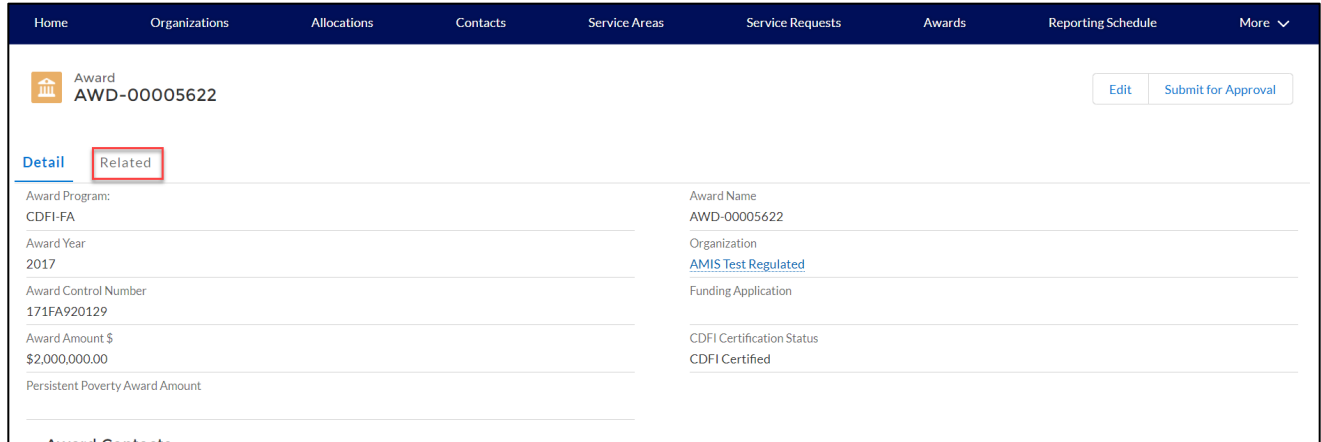 Home Organizations Allocations Contacts Service Areas Service Requests Awards Reporting Schedule More
Award
AWD-00005622
Edit Submit for Approval
Detail Related
Award Program: Award Name
CDFI-FA AWD-00005622
Award Year Organization
2017 AMIS Test Regulated
Award Control Number Funding Application
171FA920129
Award Amount $ CDFI Certification Status
$2,000,000.00 CDFI Certified
Persistent Poverty Award Amount
Award Contacts